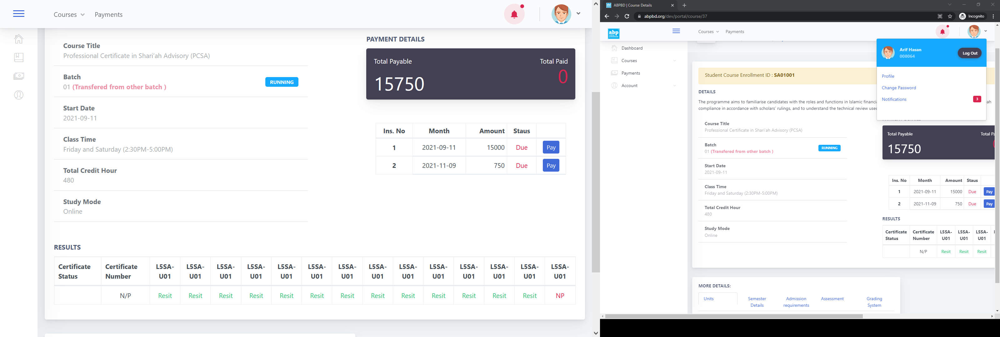 Courses
Payments
Course Title
Professional Certificate in Shari'ah Advisory (PCSA)
Batch
01 (Transfered from other batch )
RUNNING
Start Date
2021-09-11
Class Time
Friday and Saturday (2:30PM-5:00PM)
Total Credit Hour
480
Study Mode
Online
PAYMENT DETAILS
Total Payable Total Paid
15750 0
Ins. No Month Amount Staus
1 2021-09-11 15000 Due Pay
2 2021-11-09 750 Due Pay
RESULTS
Certificate Status Certificate Number L5SA-U01 L5SA-U01 L5SA-U01 L5SA-U01 L5SA-U01 L5SA-U01 L5SA-U01 L5SA-U01 L5SA-U01 L5SA-U01 L5SA-U01 L5SA-U01 L5SA-U01 L5SA-U01
N/P Resit Resit Resit Resit Resit Resit Resit Resit Resit Resit Resit Resit Resit NP
ABPBD | Course Details
abpbd.org/dev/portal/course/37
Incognito
abp
Courses
Payments
Dashboard
Courses
Payments
Account
Arif Hasan
008064
Log Out
Profile
Change Password
Notifications 3
Student Course Enrollment ID : SA01001
DETAILS
The programme aims to familiarise candidates with the roles and functions in Islamic ah
compliance in accordance with scholars' rulings, and to understand the technical review
Course Title
Professional Certificate in Shari'ah Advisory (PCSA)
Batch
01 (Transfered from other batch )
RUNNING
Start Date
2021-09-11
Class Time
Friday and Saturday (2:30PM-5:00PM)
Total Credit Hour
480
Study Mode
Online
Total Payable Total Pa
15750
Ins. No Month Amount Staus
1 2021-09-11 15000 Due Pay
2 2021-11-09 750 Due Pay
RESULTS
Certificate Status Certificate Number L5SA-U01 L5SA-U01 L5SA-U01
N/P Resit Resit Resit
MORE DETAILS:
Units
Semester Details
Admission requirements
Assessment
Grading System